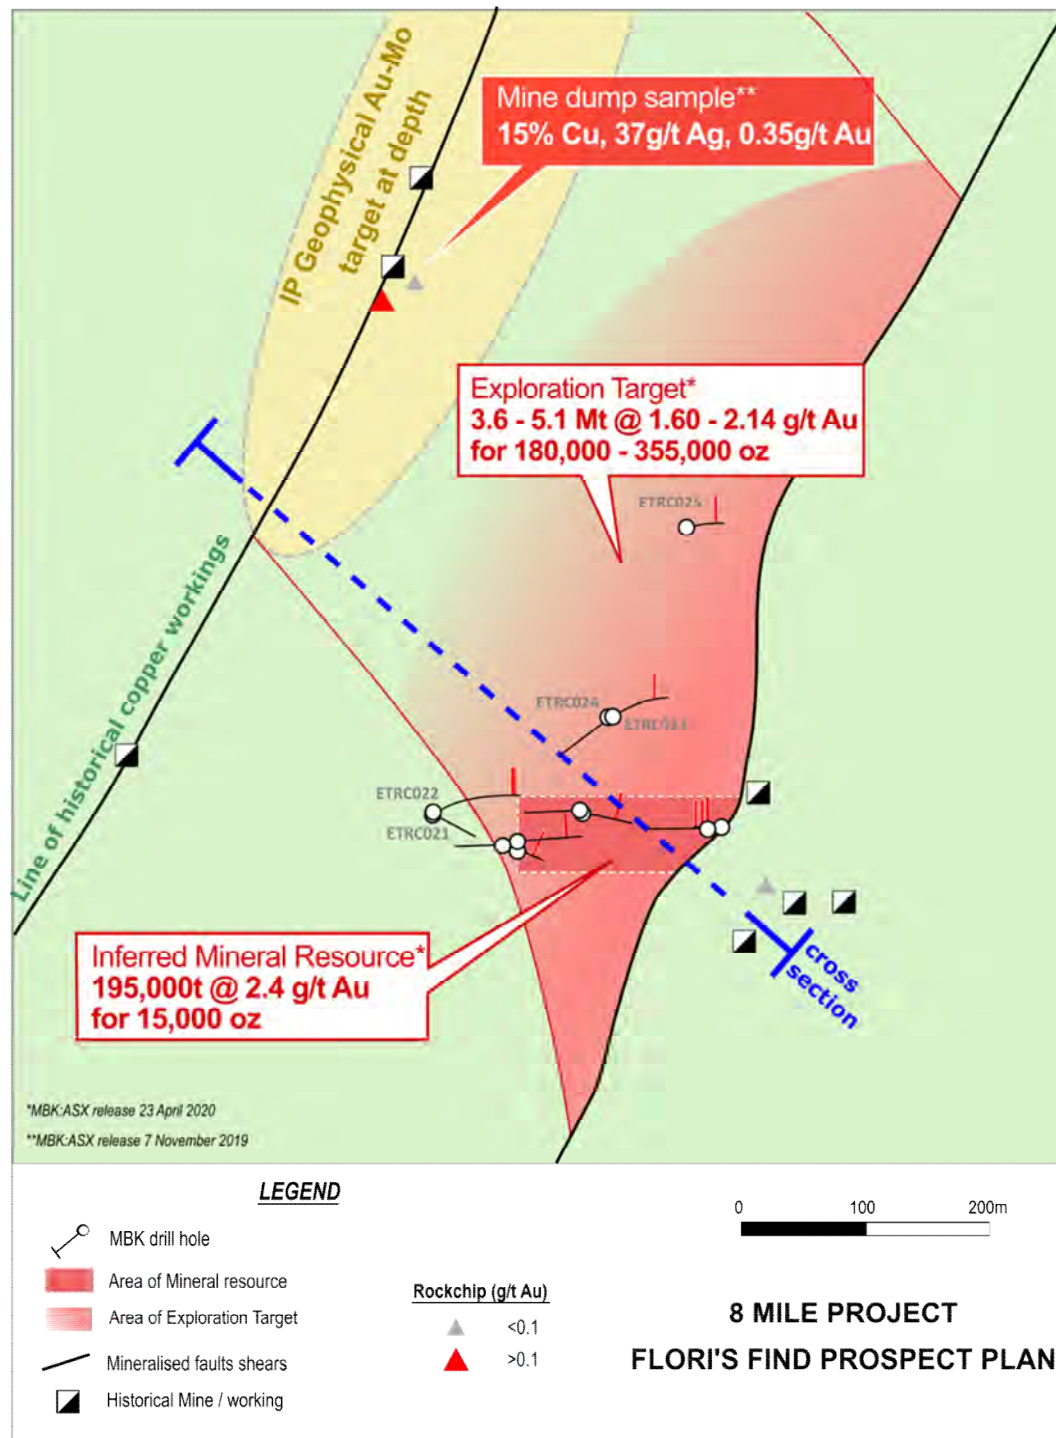 IP Geophysical Au-Mo
target at depth
Mine dump sample**
15% Cu, 37g/t Ag, 0.35g/t Au
Exploration Target*
3.6 - 5.1 Mt @ 1.60 - 2.14 g/t Au
for 180,000 - 355,000 oz
ETRC025
Line of historical copper workings
ETRC024
ETRC022
ETRC021
cross
section
Inferred Mineral Resource*
195,000t @ 2.4 g/t Au
for 15,000 oz
*MBK:ASX release 23 April 2020
**MBK:ASX release 7 November 2019
LEGEND
MBK drill hole
Area of Mineral resource
Area of Exploration Target
Mineralised faults shears
Historical Mine / working
Rockchip (g/t Au)
<0.1
>0.1
0 100 200m
8 MILE PROJECT
FLORI'S FIND PROSPECT PLAN